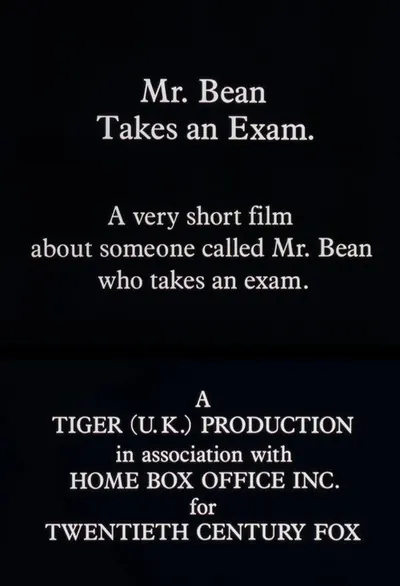 Mr. Bean
Takes an Exam.
A very short film
about someone called Mr. Bean
who takes an exam.
A
TIGER (U.K.) PRODUCTION
in association with
HOME BOX OFFICE INC.
for
TWENTIETH CENTURY FOX